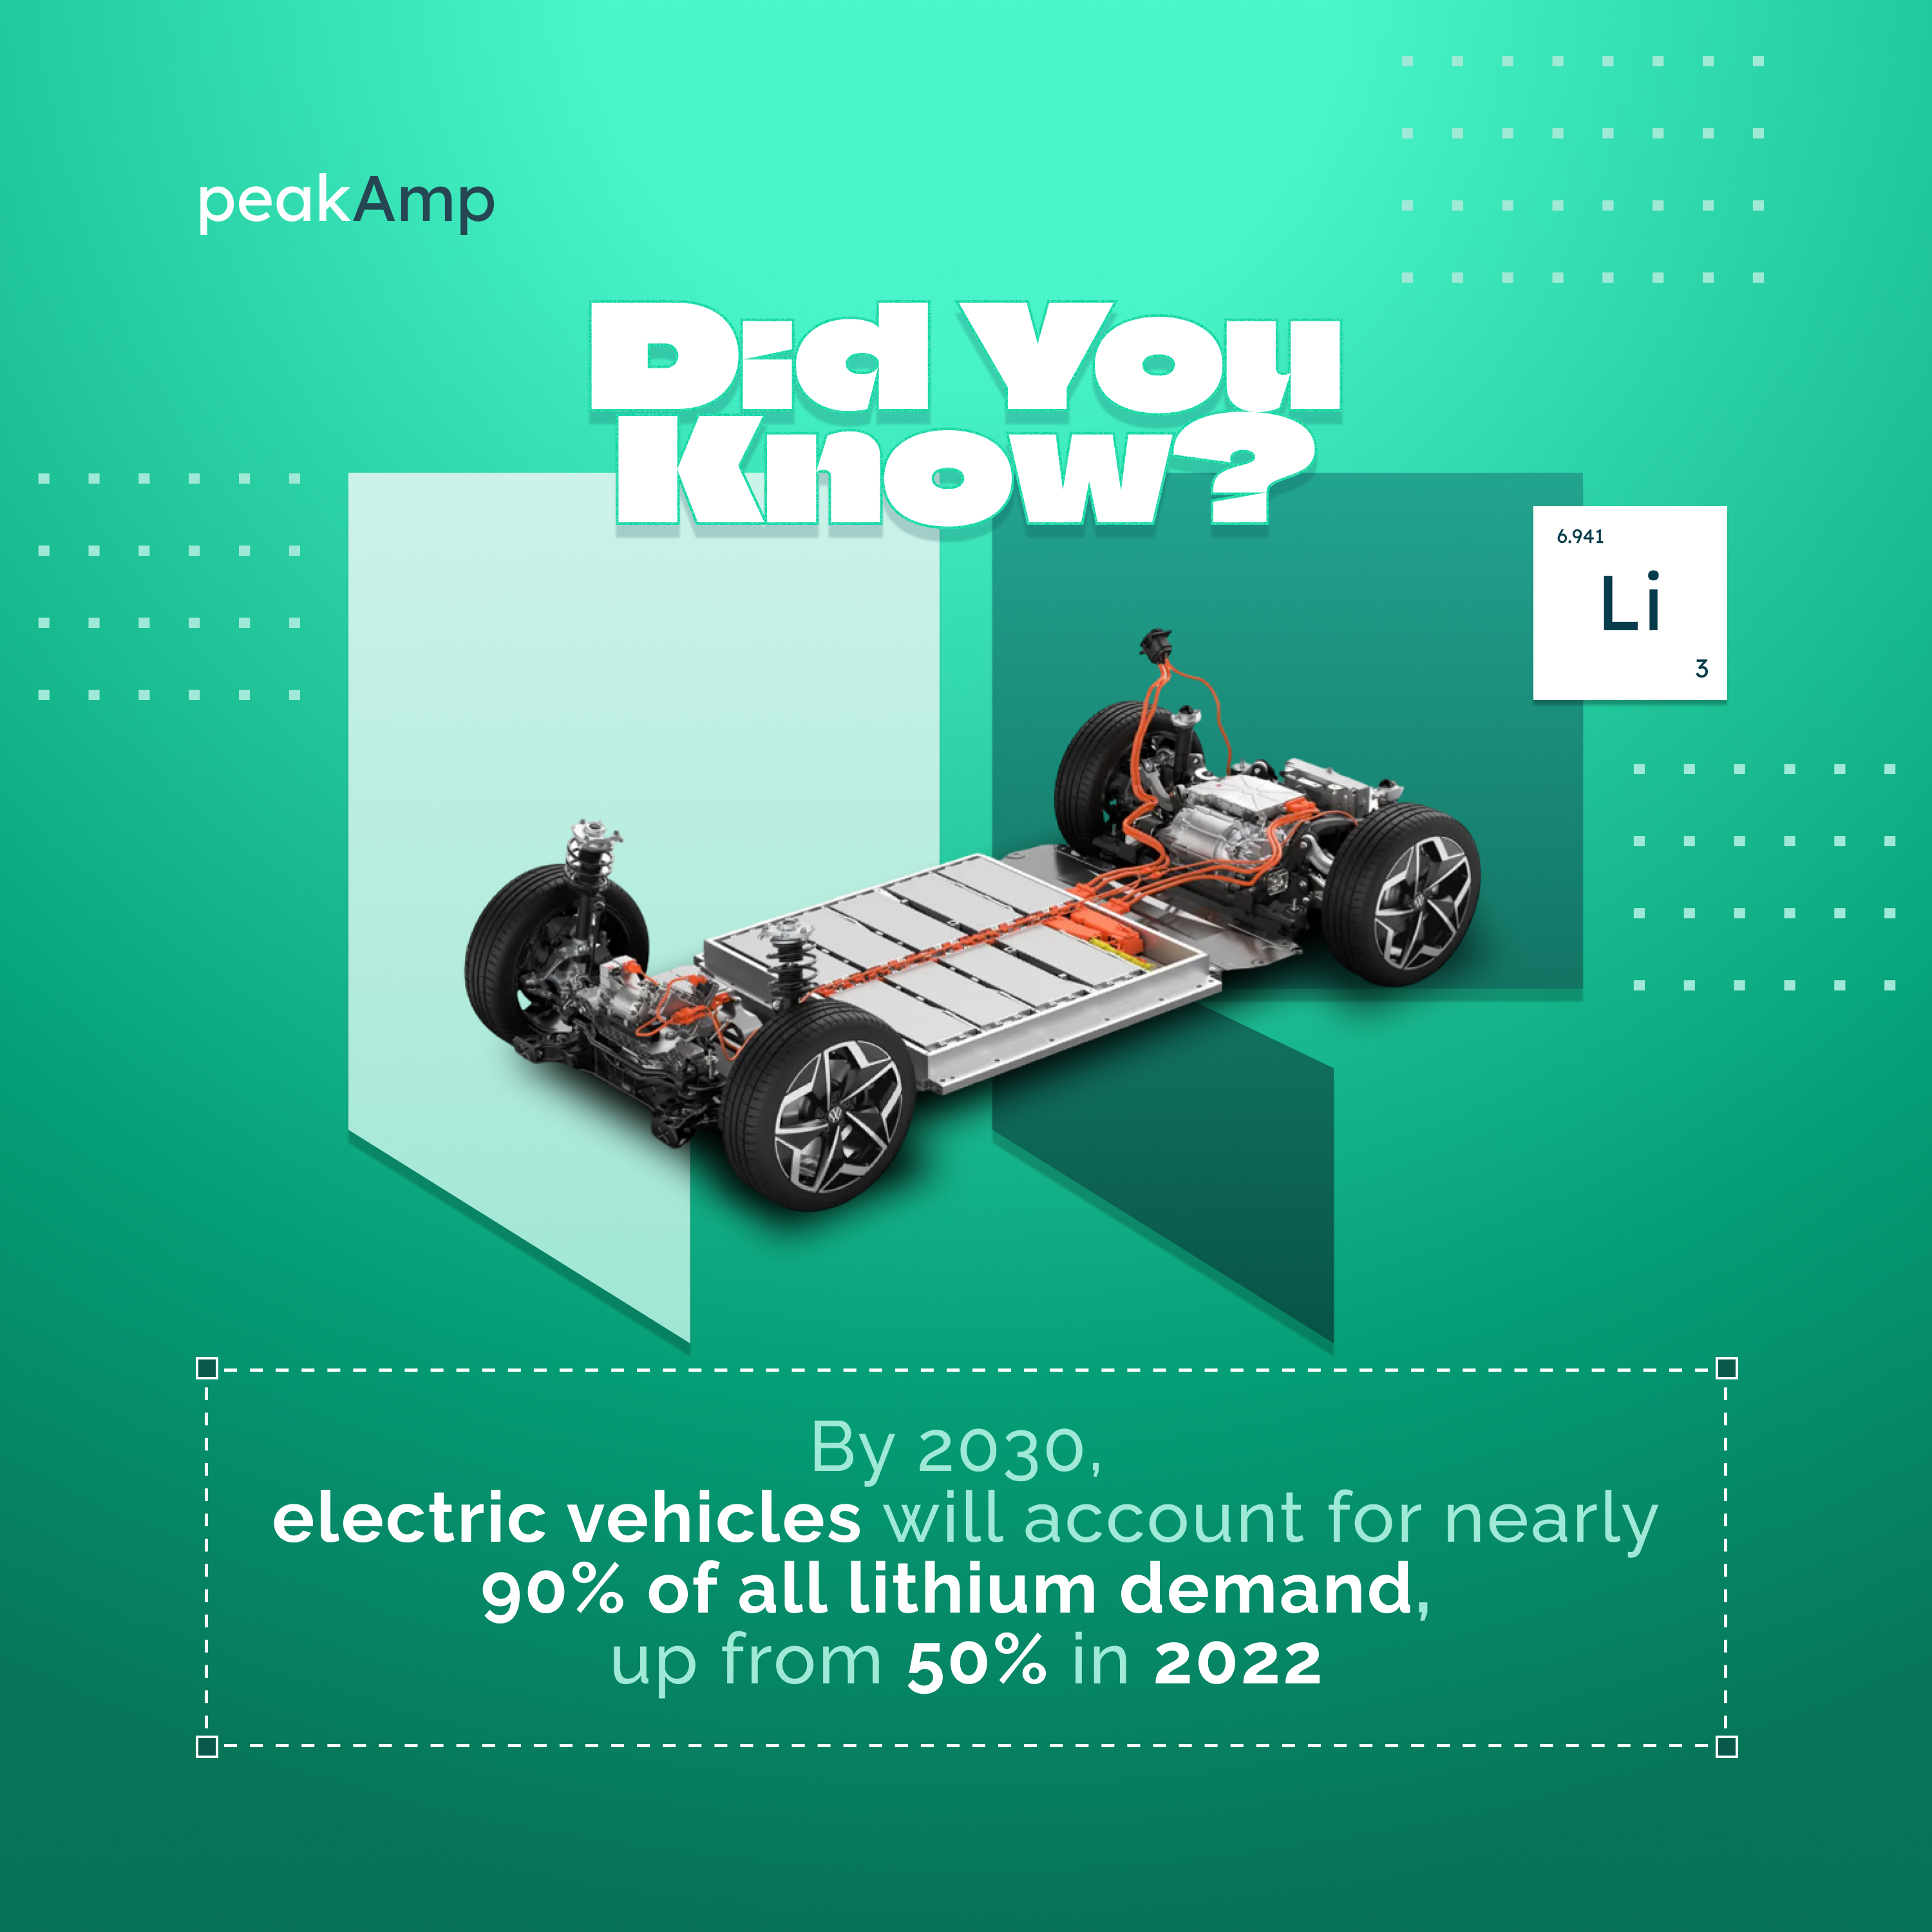 peakAmp
Did You
Know?
6.941
Li
3
By 2030,
electric vehicles will account for nearly
90% of all lithium demand,
up from 50% in 2022